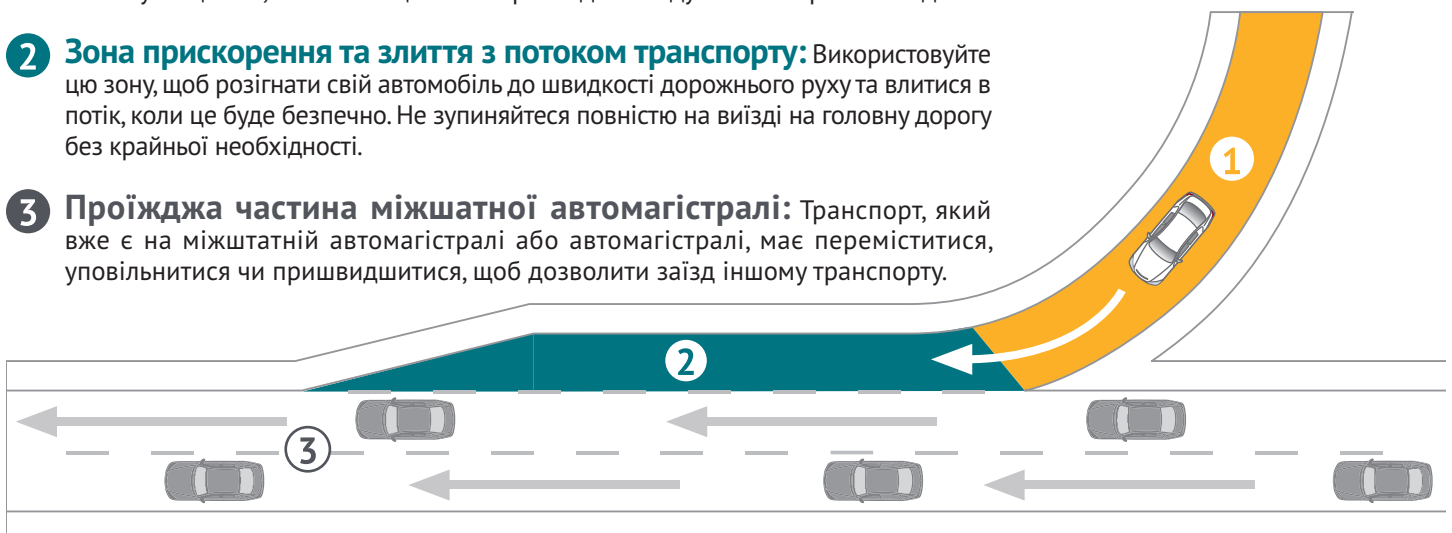 2 Зона прискорення та злиття з потоком транспорту: Використовуйте
цю зону, щоб розігнати свій автомобіль до швидкості дорожнього руху та влитися в
потік, коли це буде безпечно. Не зупиняйтеся повністю на виїзді на головну дорогу
без крайньої необхідності.
3 Проїжджа частина міжшатної автомагістралі: Транспорт, який
вже є на міжштатній автомагістралі або автомагістралі, має переміститися,
уповільнитися чи пришвидшитися, щоб дозволити заїзд іншому транспорту.
1
2
3